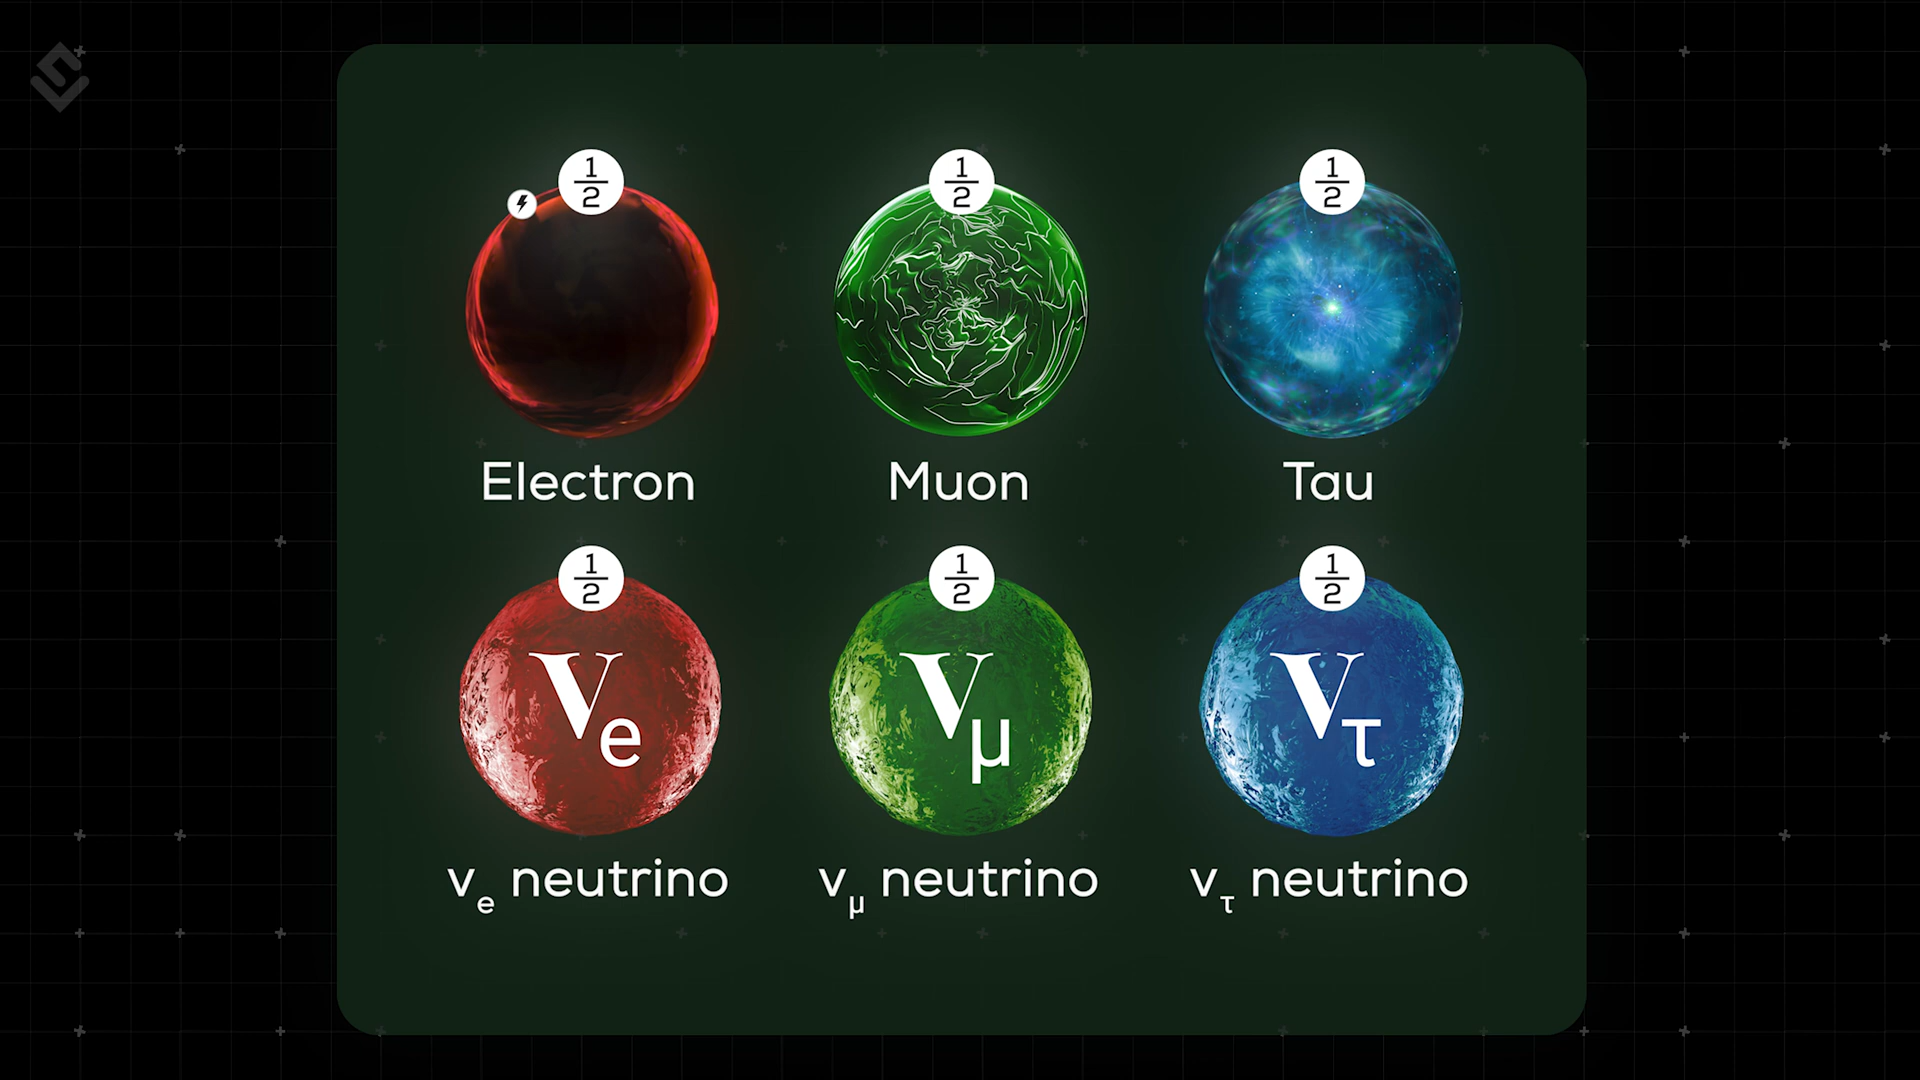 1/2 1/2 1/2
Electron Muon Tau
1/2 1/2 1/2
νe νμ ντ
νe neutrino νμ neutrino ντ neutrino